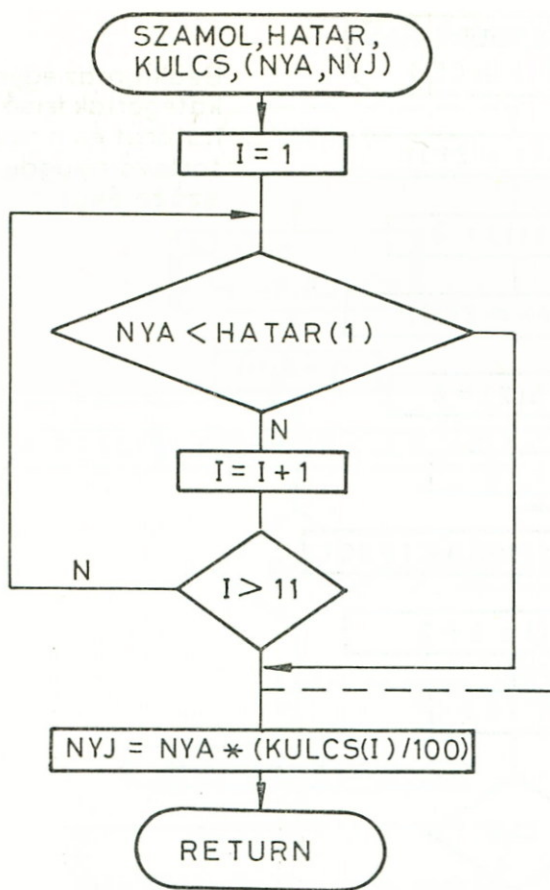 SZAMOL,HATAR,
KULCS,(NYA,NYJ)
I = 1
NYA < HATAR(1)
N
I = I + 1
N
I > 11
NYJ = NYA * (KULCS(I)/100)
RETURN